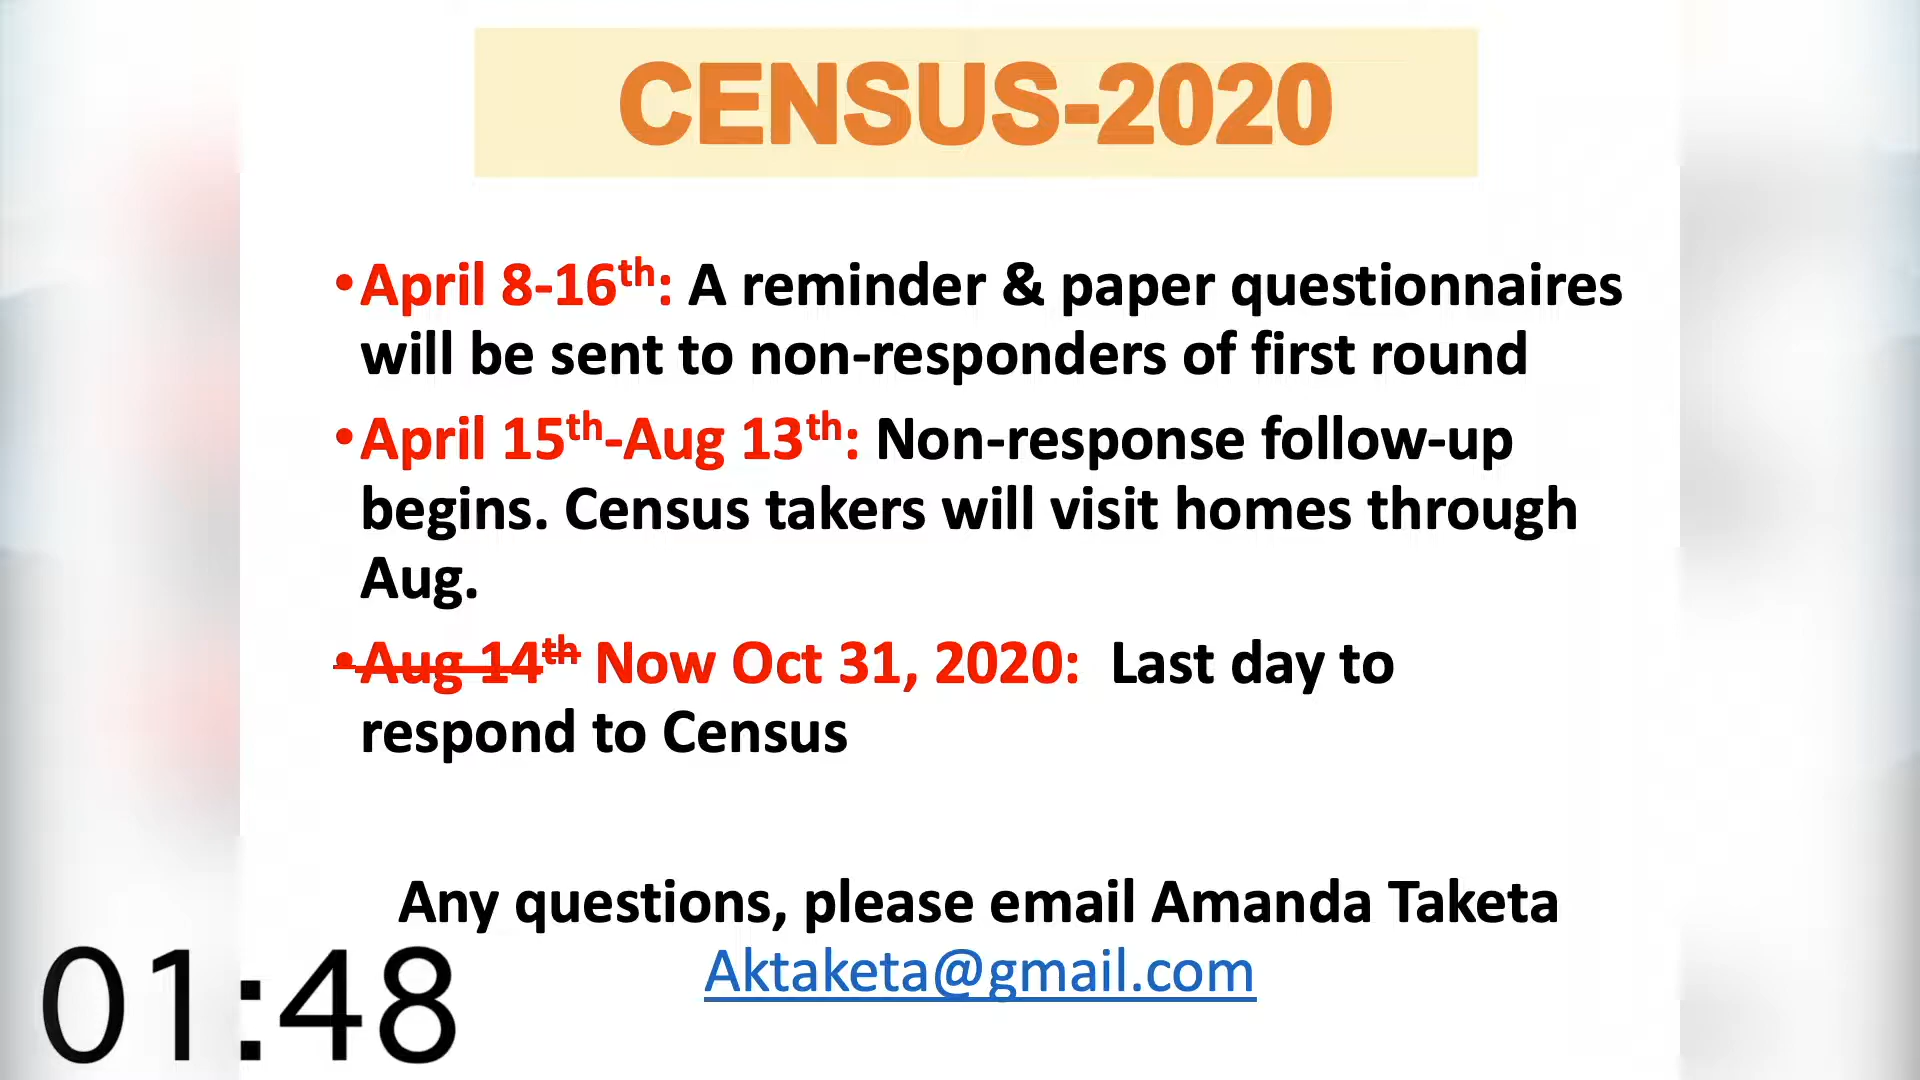 CENSUS-2020
•April 8-16th: A reminder & paper questionnaires
will be sent to non-responders of first round
•April 15th-Aug 13th: Non-response follow-up
begins. Census takers will visit homes through
Aug.
•Aug 14th Now Oct 31, 2020: Last day to
respond to Census
Any questions, please email Amanda Taketa
Aktaketa@gmail.com
01:48